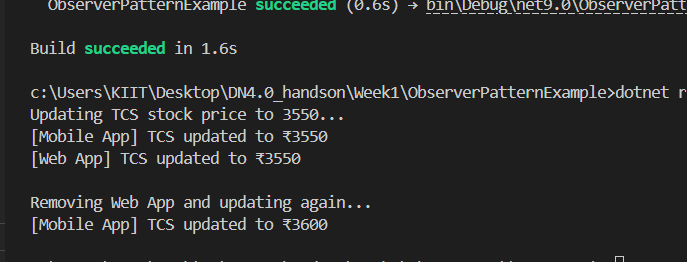 ObserverPatternExample succeeded (0.6s) → bin\Debug\net9.0\ObserverPatt
Build succeeded in 1.6s
c:\Users\KIIT\Desktop\DN4.0_handson\Week1\ObserverPatternExample>dotnet r
Updating TCS stock price to 3550...
[Mobile App] TCS updated to ₹3550
[Web App] TCS updated to ₹3550
Removing Web App and updating again...
[Mobile App] TCS updated to ₹3600